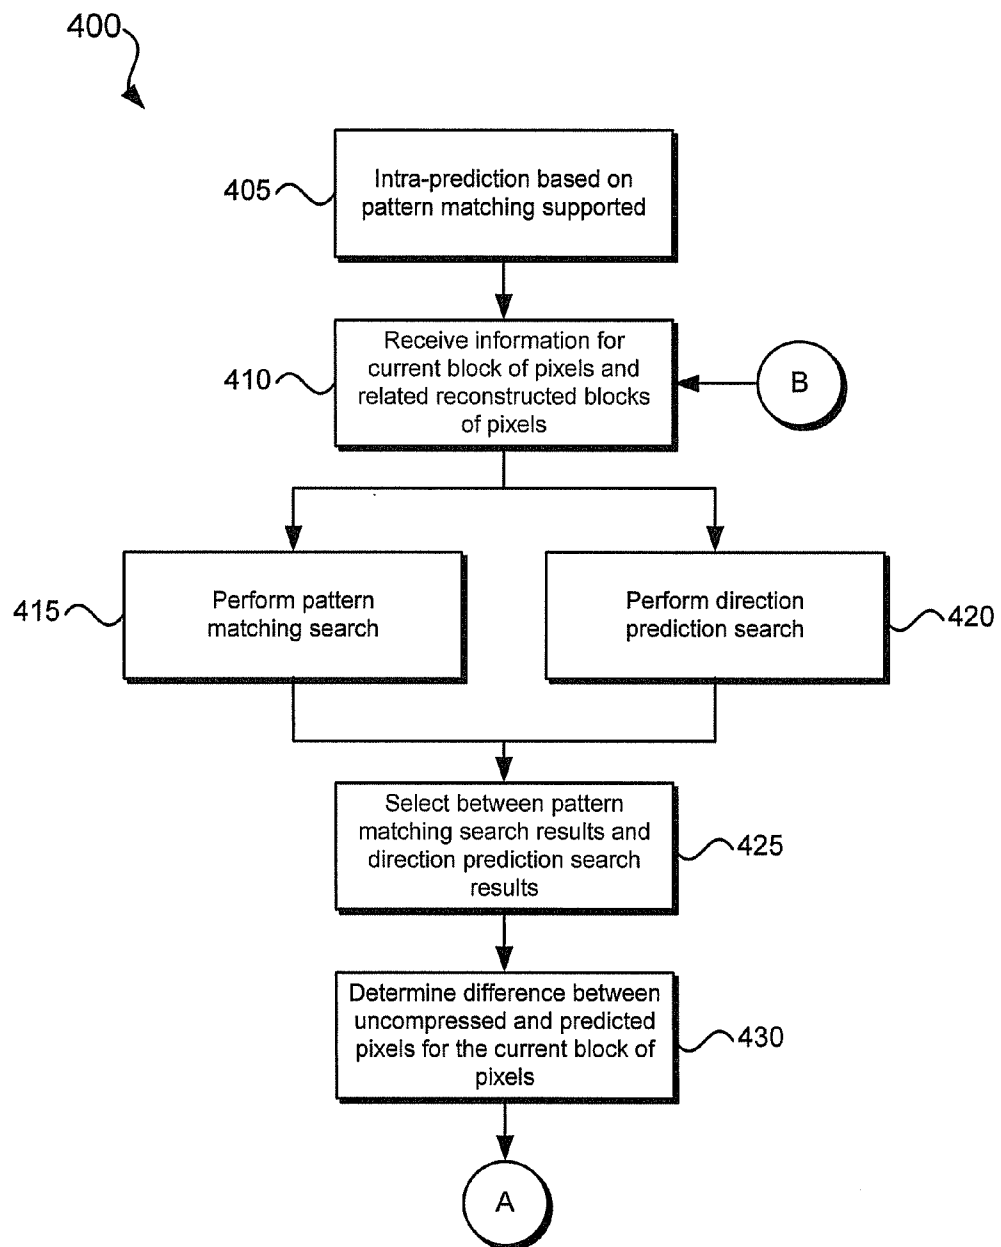 400
405
Intra-prediction based on
pattern matching supported
410
Receive information for
current block of pixels and
related reconstructed blocks
of pixels
B
415
Perform pattern
matching search
Perform direction
prediction search
420
Select between pattern
matching search results and
direction prediction search
results
425
Determine difference between
uncompressed and predicted
pixels for the current block of
pixels
430
A